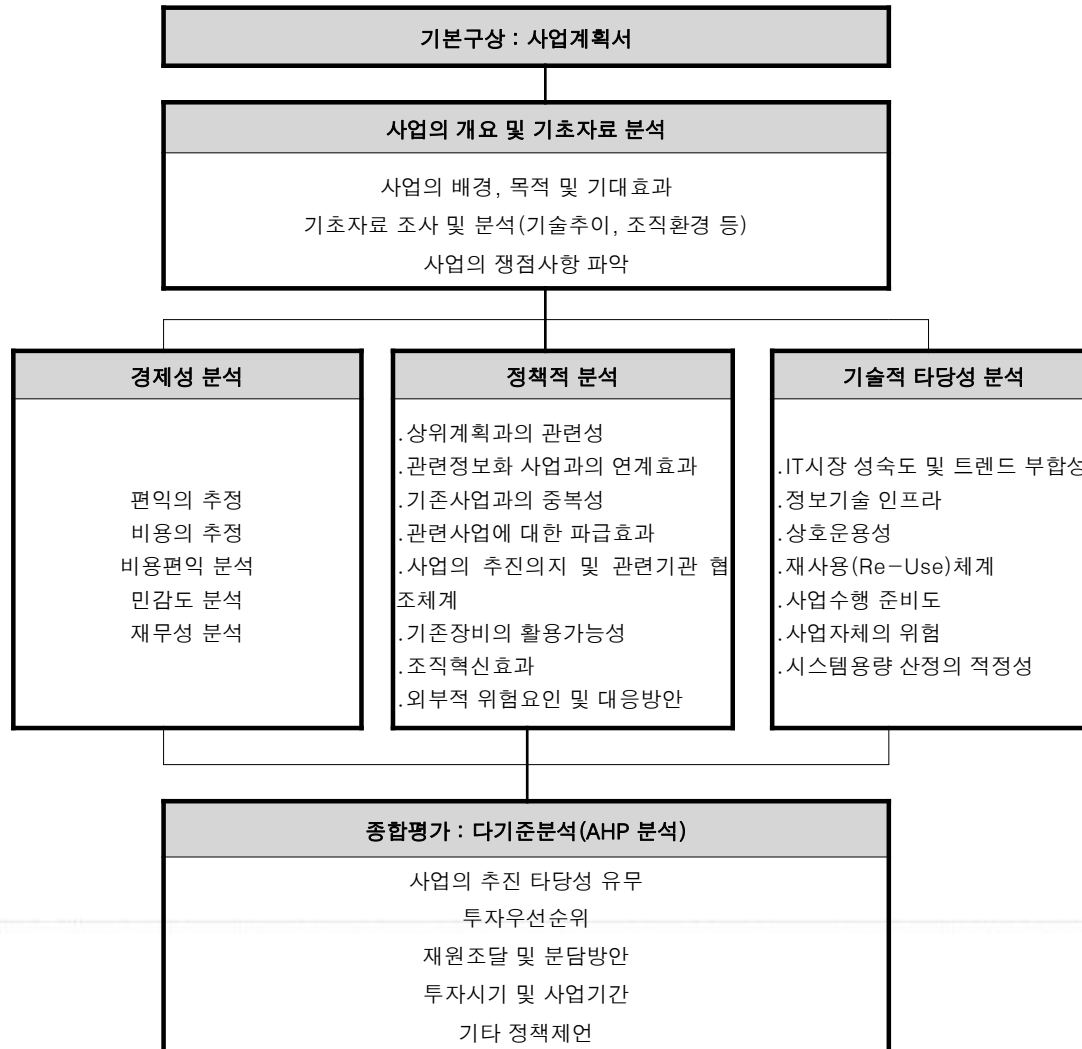 기본구상 : 사업계획서
사업의 개요 및 기초자료 분석
사업의 배경, 목적 및 기대효과
기초자료 조사 및 분석(기술추이, 조직환경 등)
사업의 쟁점사항 파악
경제성 분석
편익의 추정
비용의 추정
비용편익 분석
민감도 분석
재무성 분석
정책적 분석
.상위계획과의 관련성
.관련정보화 사업과의 연계효과
.기존사업과의 중복성
.관련사업에 대한 파급효과
.사업의 추진의지 및 관련기관 협
조체계
.기존장비의 활용가능성
.조직혁신효과
.외부적 위험요인 및 대응방안
기술적 타당성 분석
.IT시장 성숙도 및 트렌드 부합성
.정보기술 인프라
.상호운용성
.재사용(Re-Use)체계
.사업수행 준비도
.사업자체의 위험
.시스템용량 산정의 적정성
종합평가 : 다기준분석(AHP 분석)
사업의 추진 타당성 유무
투자우선순위
재원조달 및 분담방안
투자시기 및 사업기간
기타 정책제언